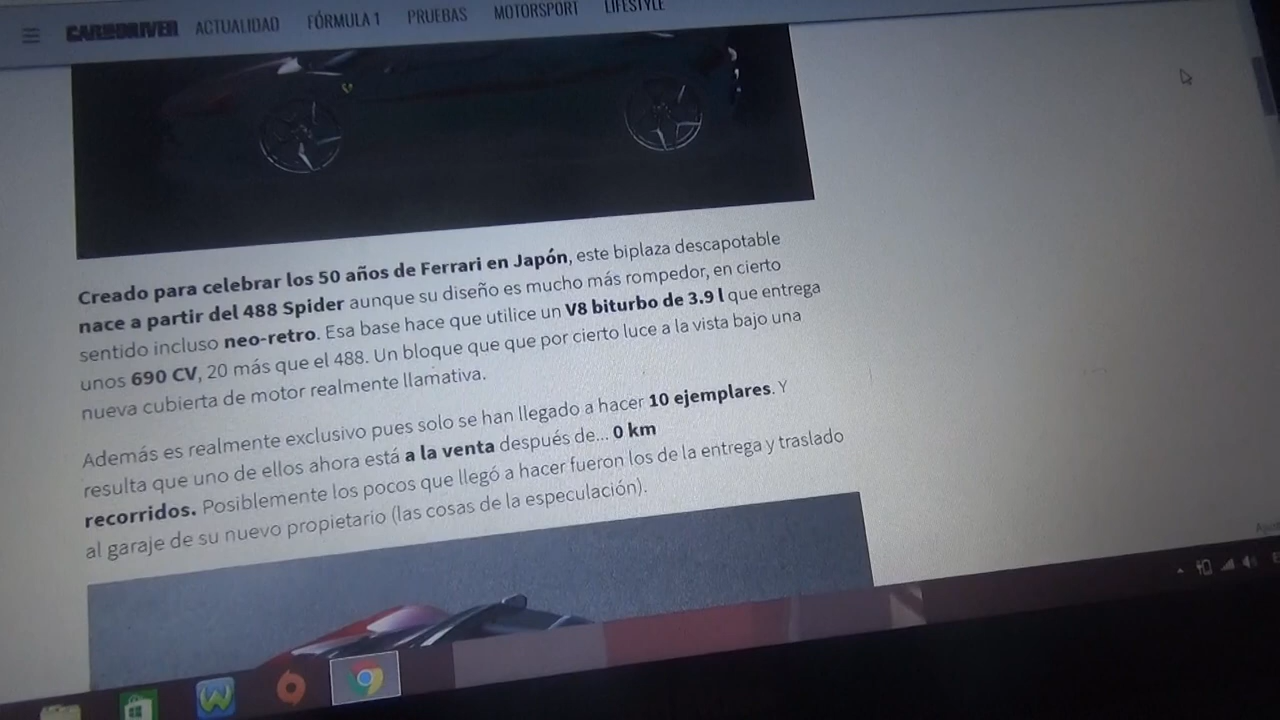 CAR AND DRIVER ACTUALIDAD FÓRMULA 1 PRUEBAS MOTORSPORT LIFESTYLE
Creado para celebrar los 50 años de Ferrari en Japón, este biplaza descapotable
nace a partir del 488 Spider aunque su diseño es mucho más rompedor, en cierto
sentido incluso neo-retro. Esa base hace que utilice un V8 biturbo de 3.9 l que entrega
unos 690 CV, 20 más que el 488. Un bloque que que por cierto luce a la vista bajo una
nueva cubierta de motor realmente llamativa.
Además es realmente exclusivo pues solo se han llegado a hacer 10 ejemplares. Y
resulta que uno de ellos ahora está a la venta después de... 0 km
recorridos. Posiblemente los pocos que llegó a hacer fueron los de la entrega y traslado
al garaje de su nuevo propietario (las cosas de la especulación).